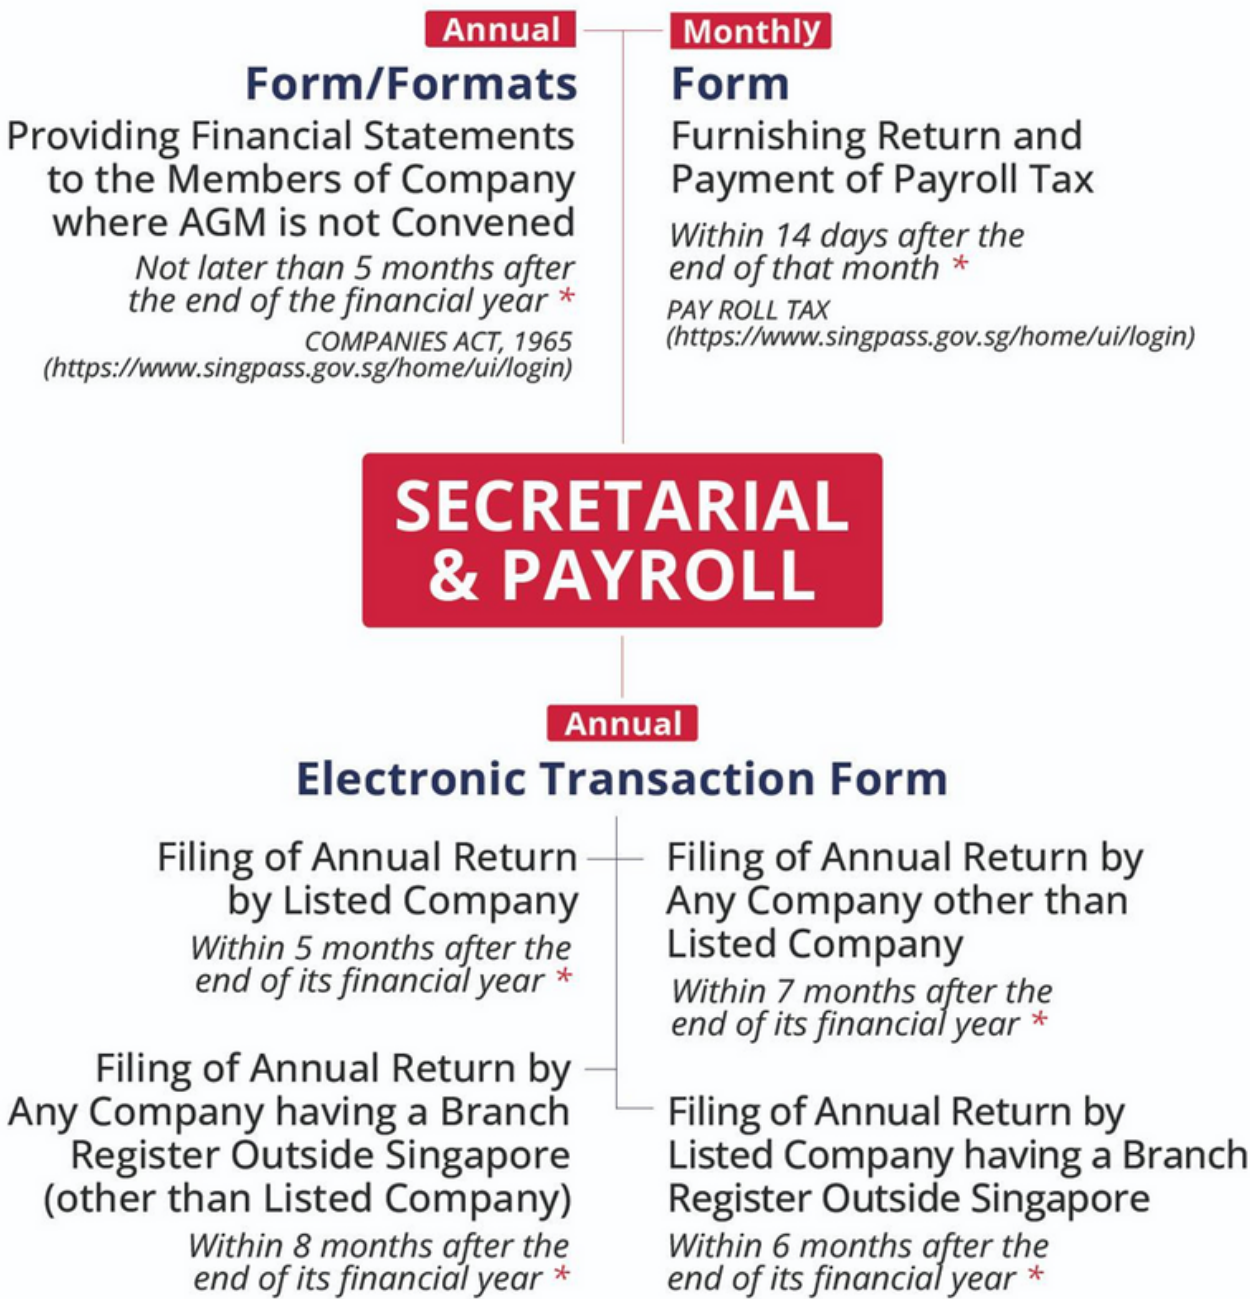 Annual
Form/Formats
Providing Financial Statements
to the Members of Company
where AGM is not Convened
Not later than 5 months after
the end of the financial year *
COMPANIES ACT, 1965
(https://www.singpass.gov.sg/home/ui/login)
Monthly
Form
Furnishing Return and
Payment of Payroll Tax
Within 14 days after the
end of that month *
PAY ROLL TAX
(https://www.singpass.gov.sg/home/ui/login)
SECRETARIAL
& PAYROLL
Annual
Electronic Transaction Form
Filing of Annual Return
by Listed Company
Within 5 months after the
end of its financial year *
Filing of Annual Return by
Any Company other than
Listed Company
Within 7 months after the
end of its financial year *
Filing of Annual Return by
Any Company having a Branch
Register Outside Singapore
(other than Listed Company)
Within 8 months after the
end of its financial year *
Filing of Annual Return by
Listed Company having a Branch
Register Outside Singapore
Within 6 months after the
end of its financial year *